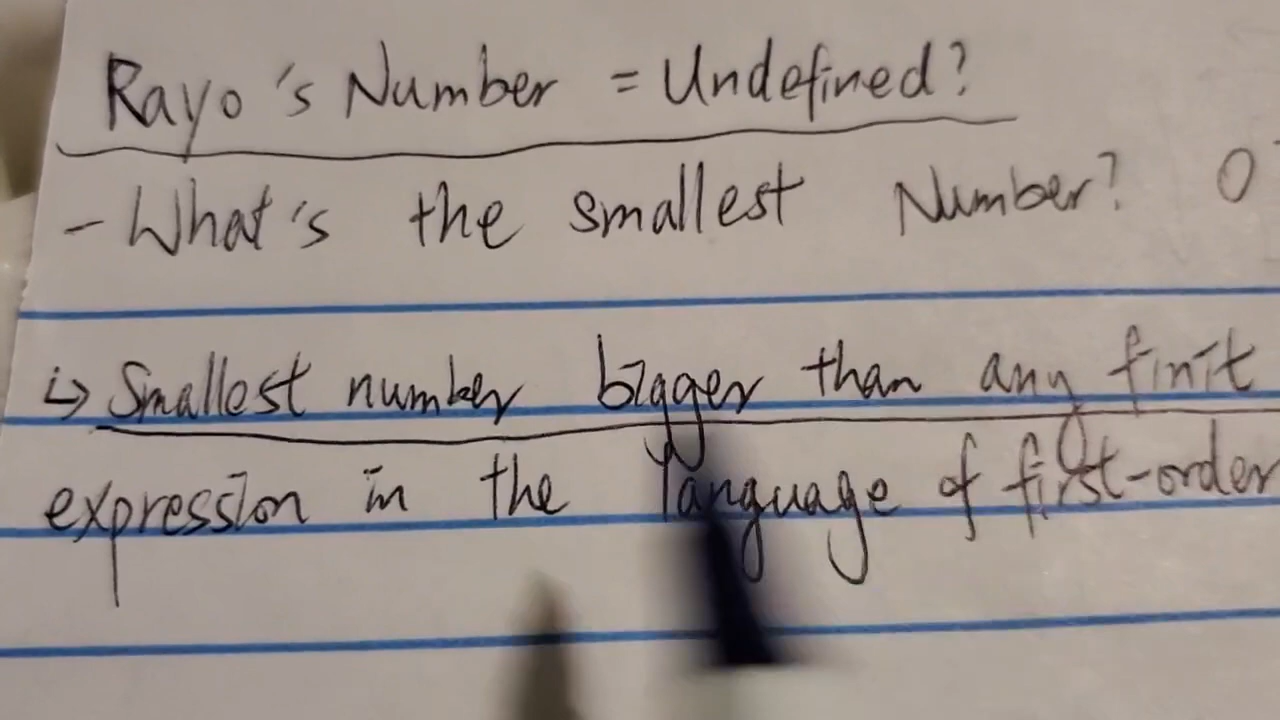 Rayo's Number = Undefined?
- What's the smallest Number? 0
↳ Smallest number bigger than any finit
expression in the language of first-order